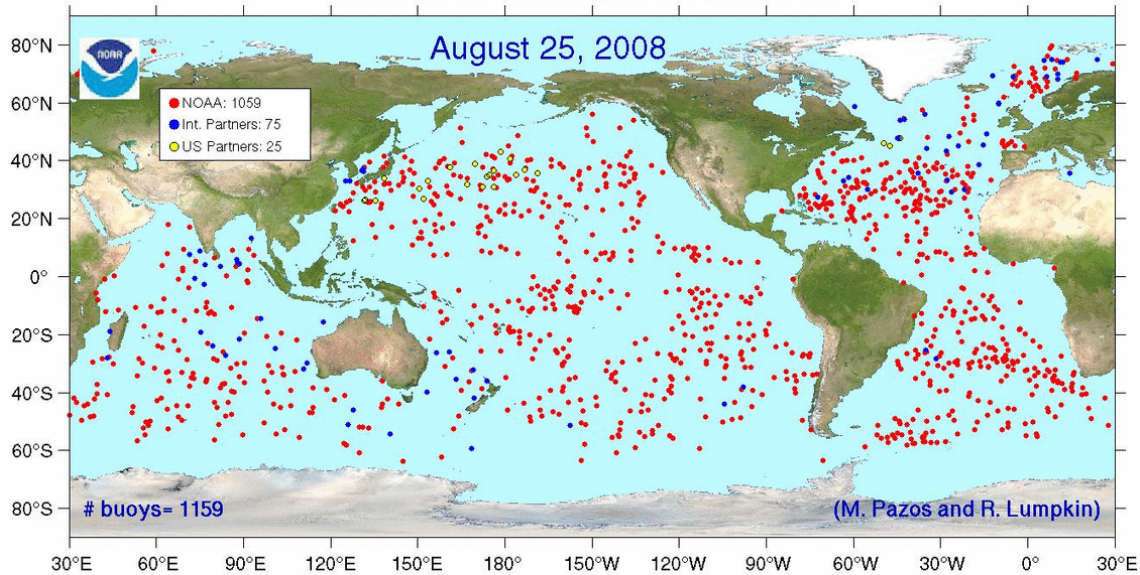 August 25, 2008
NOAA
NOAA: 1059
Int. Partners: 75
US Partners: 25
80°N
60°N
40°N
20°N
0°
20°S
40°S
60°S
80°S
# buoys= 1159
(M. Pazos and R. Lumpkin)
30°E 60°E 90°E 120°E 150°E 180° 150°W 120°W 90°W 60°W 30°W 0° 30°E